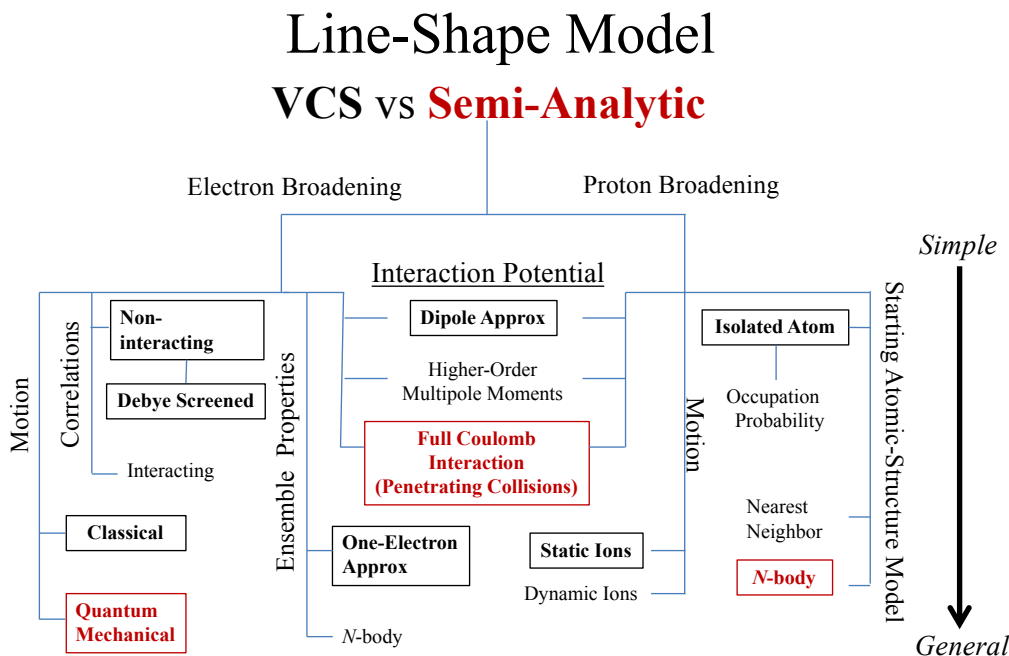 Line-Shape Model
VCS vs Semi-Analytic
Electron Broadening
Proton Broadening
Simple
Interaction Potential
Motion
Correlations
Non-
interacting
Debye Screened
Interacting
Classical
Quantum
Mechanical
Ensemble Properties
One-Electron
Approx
N-body
Dipole Approx
Higher-Order
Multipole Moments
Full Coulomb
Interaction
(Penetrating Collisions)
Motion
Static Ions
Dynamic Ions
Isolated Atom
Occupation
Probability
Nearest
Neighbor
N-body
Starting Atomic-Structure Model
General